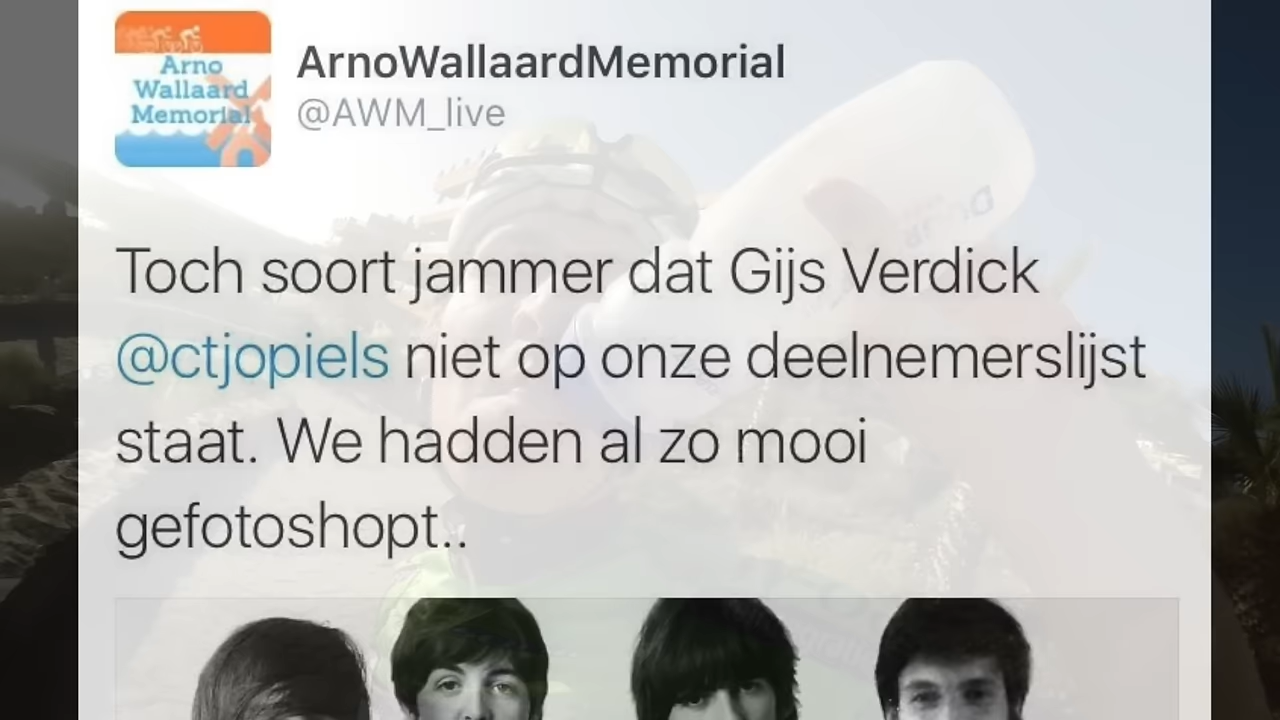 Arno
Wallaard
Memorial
ArnoWallaardMemorial
@AWM_live
Toch soort jammer dat Gijs Verdick
@ctjopiels niet op onze deelnemerslijst
staat. We hadden al zo mooi
gefotoshopt..